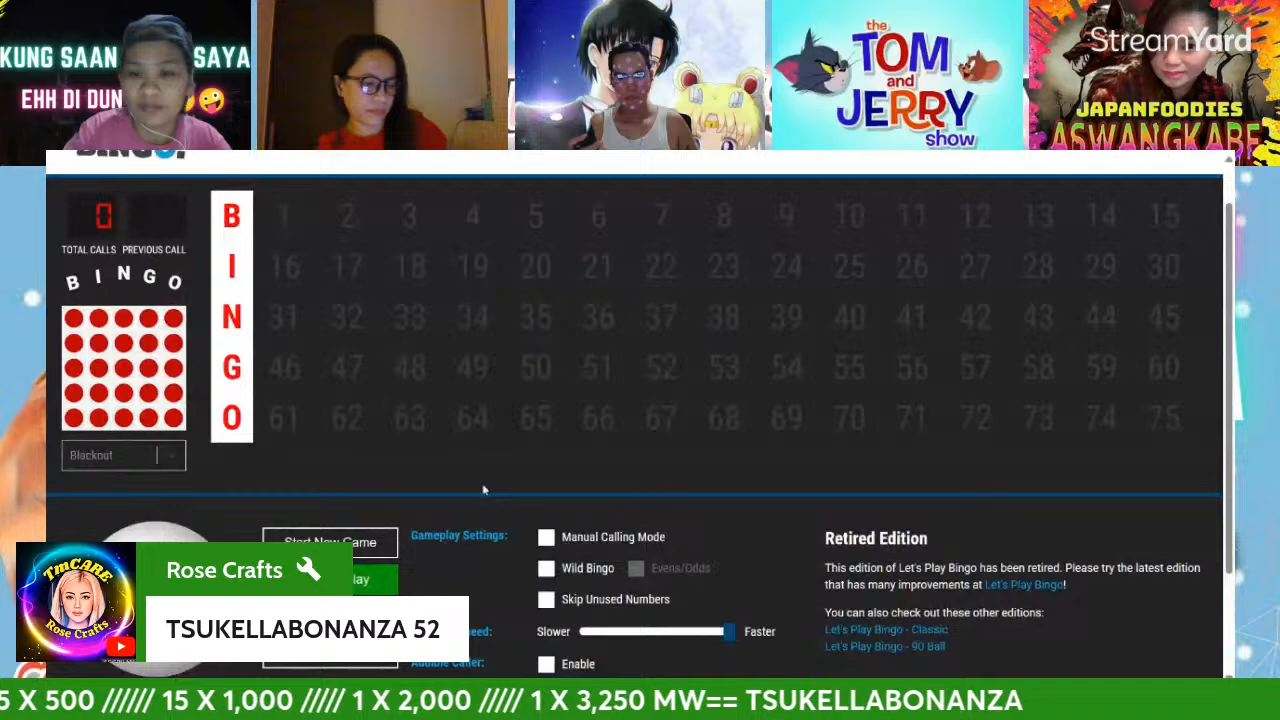 KUNG SAAN SAYA
EHH DI DUN
the
TOM
and
JERRY
show
StreamYard
JAPANFOODIES
ASWANGKABE
BINGO!
0
TOTAL CALLS PREVIOUS CALL
B I N G O
Blackout
B 1 2 3 4 5 6 7 8 9 10 11 12 13 14 15
I 16 17 18 19 20 21 22 23 24 25 26 27 28 29 30
N 31 32 33 34 35 36 37 38 39 40 41 42 43 44 45
G 46 47 48 49 50 51 52 53 54 55 56 57 58 59 60
O 61 62 63 64 65 66 67 68 69 70 71 72 73 74 75
Start New Game
Gameplay Settings:
Manual Calling Mode
Wild Bingo
Evens/Odds
Skip Unused Numbers
Slower
Faster
Audible Caller:
Enable
Retired Edition
This edition of Let's Play Bingo has been retired. Please try the latest edition
that has many improvements at Let's Play Bingo!
You can also check out these other editions:
Let's Play Bingo - Classic
Let's Play Bingo - 90 Ball
TmCARE
Rose Crafts
Rose Crafts
TSUKELLABONANZA 52
5 X 500 ////// 15 X 1,000 ///// 1 X 2,000 ///// 1 X 3,250 MW== TSUKELLABONANZA